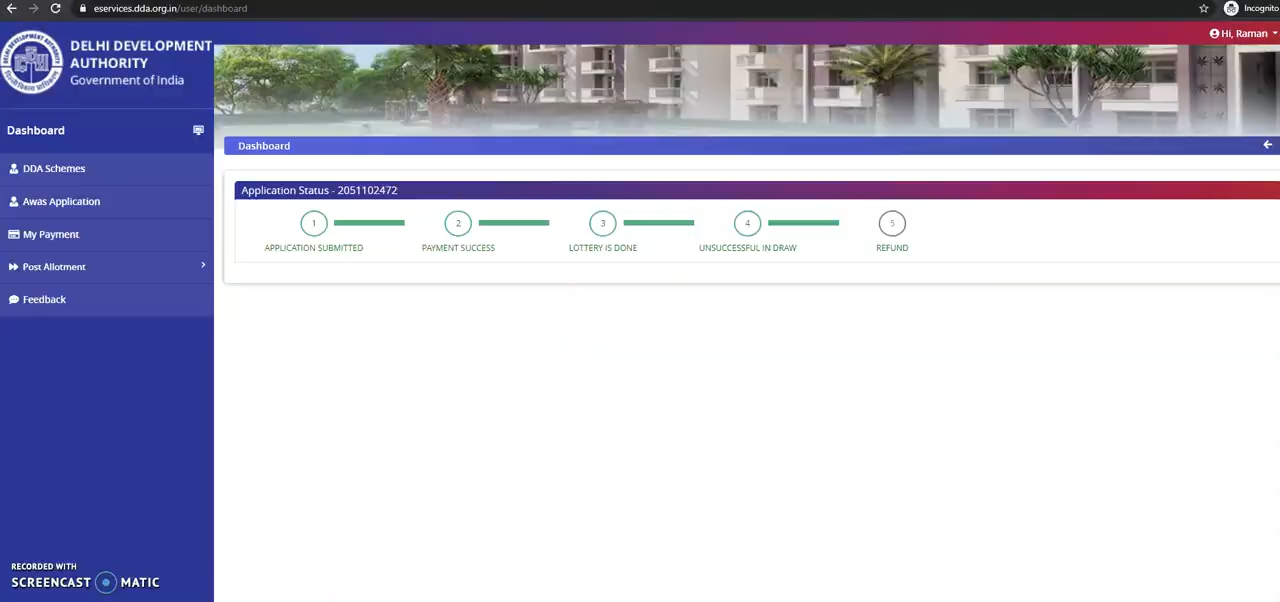 eservices.dda.org.in/user/dashboard
Incognito
Hi, Raman
DELHI DEVELOPMENT
AUTHORITY
Government of India
Dashboard
DDA Schemes
Awas Application
My Payment
Post Allotment
Feedback
Dashboard
Application Status - 2051102472
1 2 3 4 5
APPLICATION SUBMITTED PAYMENT SUCCESS LOTTERY IS DONE UNSUCCESSFUL IN DRAW REFUND
RECORDED WITH
SCREENCAST MATIC